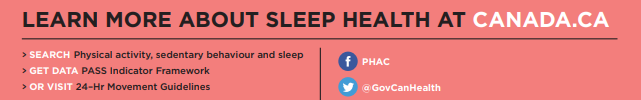 LEARN MORE ABOUT SLEEP HEALTH AT CANADA.CA
> SEARCH Physical activity, sedentary behaviour and sleep
> GET DATA PASS Indicator Framework
> OR VISIT 24–Hr Movement Guidelines
f PHAC
@GovCanHealth